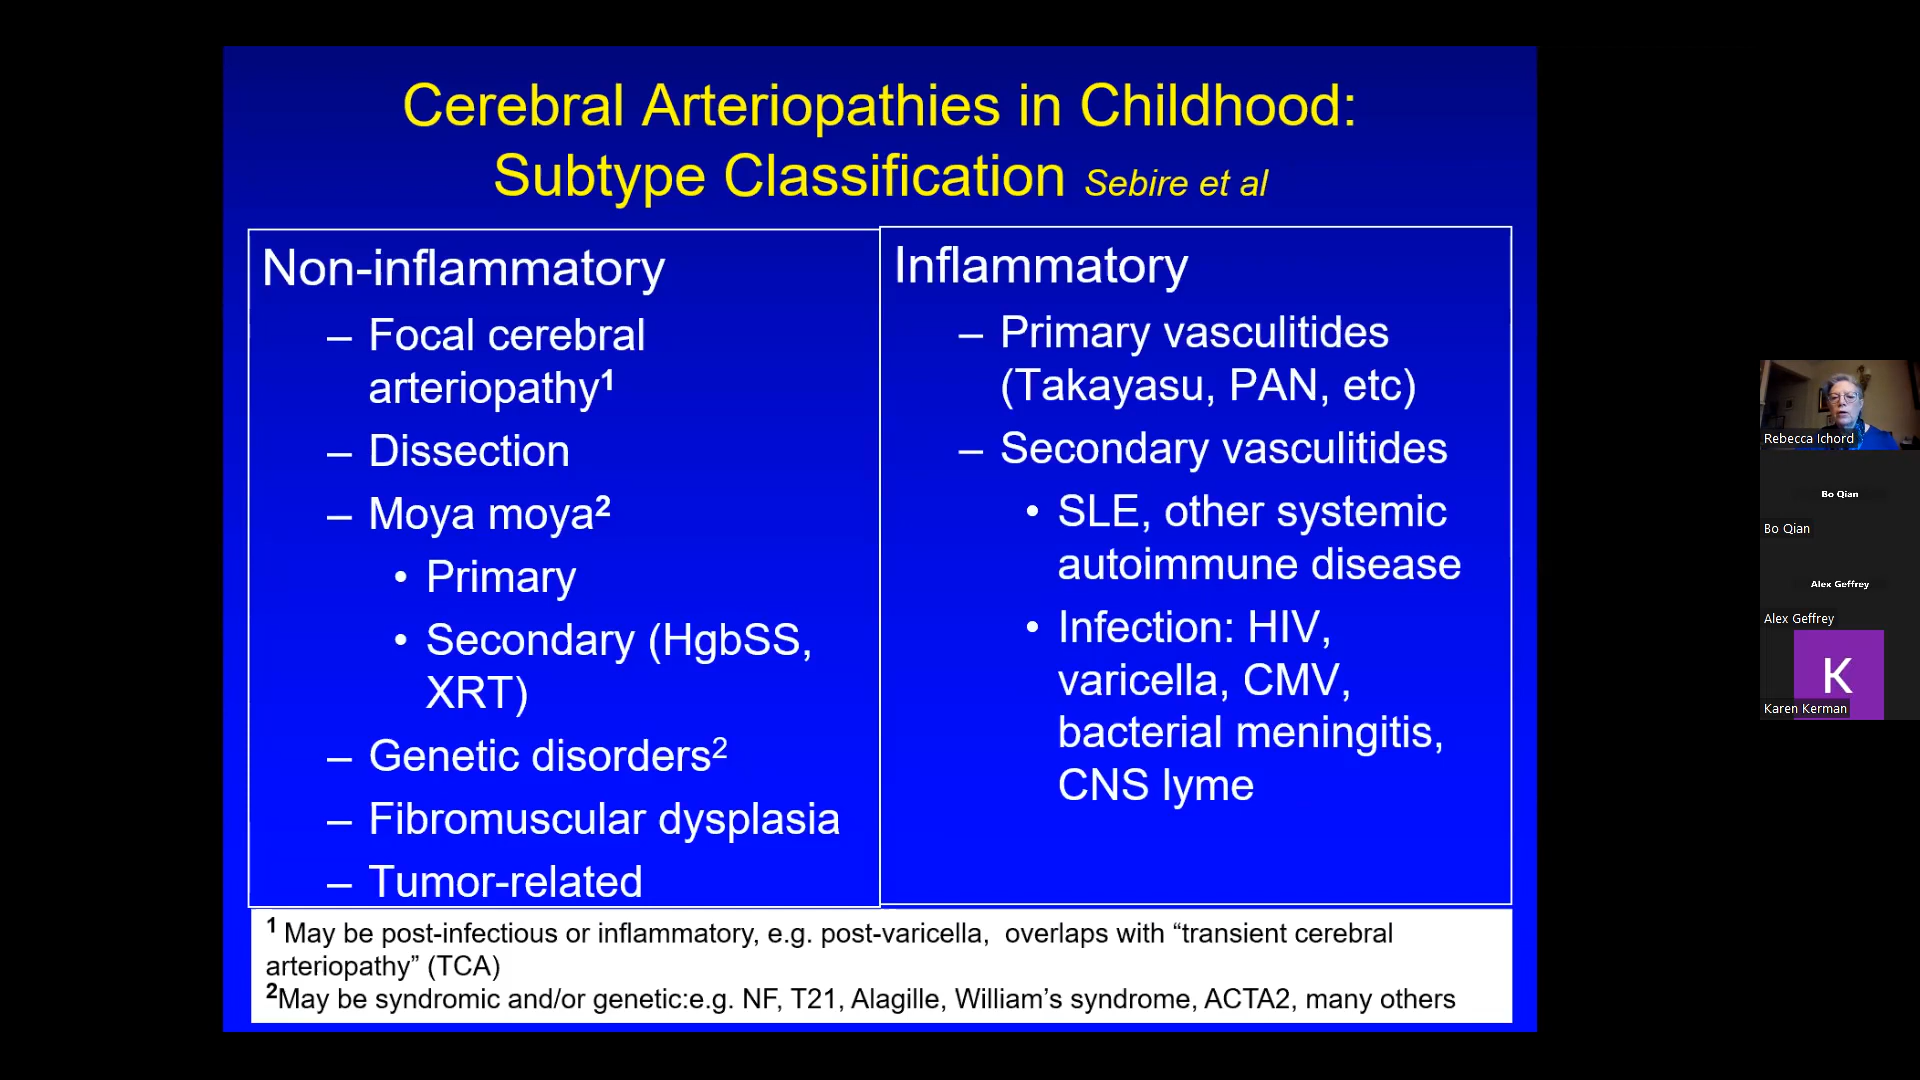 Cerebral Arteriopathies in Childhood:
Subtype Classification Sebire et al
Non-inflammatory
– Focal cerebral
arteriopathy1
– Dissection
– Moya moya2
• Primary
• Secondary (HgbSS,
XRT)
– Genetic disorders2
– Fibromuscular dysplasia
– Tumor-related
Inflammatory
– Primary vasculitides
(Takayasu, PAN, etc)
– Secondary vasculitides
• SLE, other systemic
autoimmune disease
• Infection: HIV,
varicella, CMV,
bacterial meningitis,
CNS lyme
1 May be post-infectious or inflammatory, e.g. post-varicella, overlaps with “transient cerebral
arteriopathy” (TCA)
2May be syndromic and/or genetic:e.g. NF, T21, Alagille, William’s syndrome, ACTA2, many others
Rebecca Ichord
Bo Qian
Bo Qian
Alex Geffrey
Alex Geffrey
K
Karen Kerman